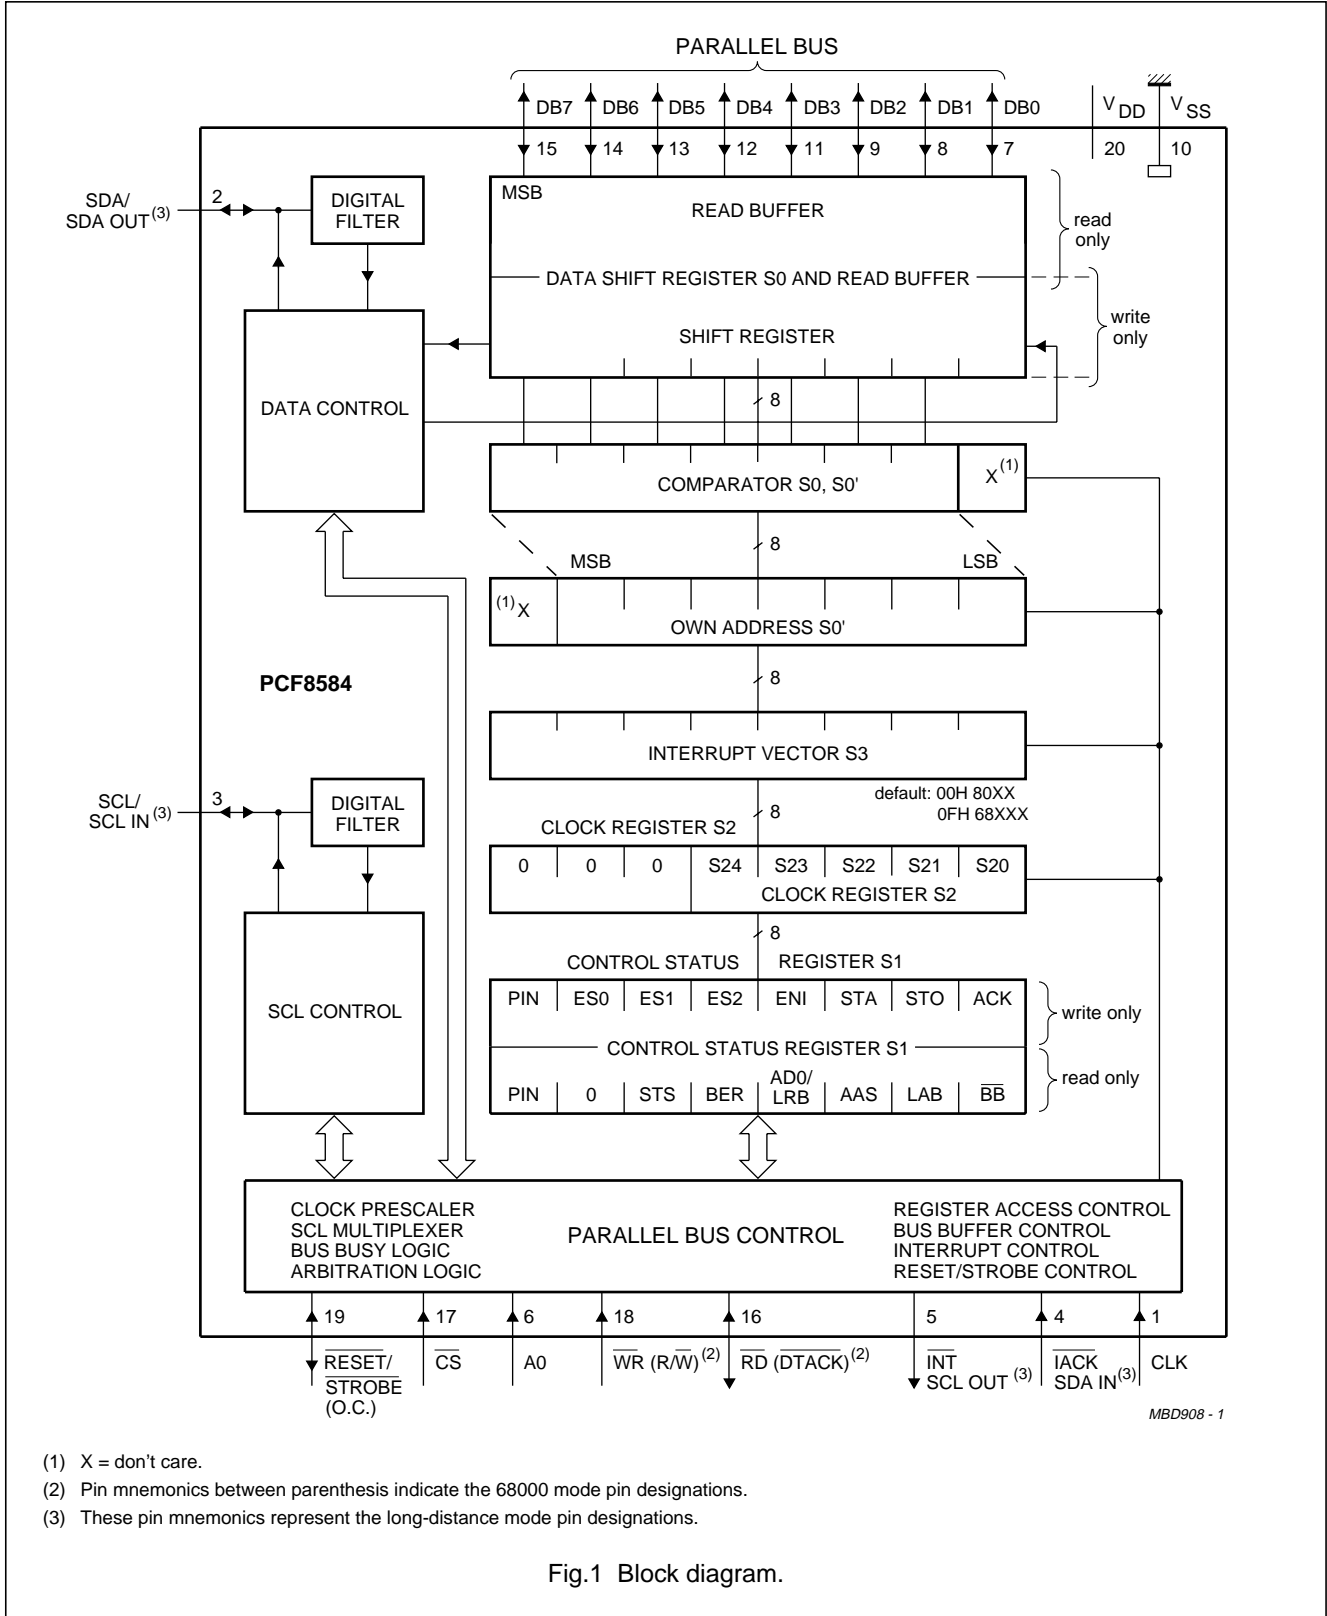 PARALLEL BUS
DB7 DB6 DB5 DB4 DB3 DB2 DB1 DB0 V DD V SS
15 14 13 12 11 9 8 7 20 10
SDA/
SDA OUT (3)
2
DIGITAL
FILTER
MSB
READ BUFFER
read
only
DATA SHIFT REGISTER S0 AND READ BUFFER
write
only
SHIFT REGISTER
DATA CONTROL
8
COMPARATOR S0, S0'
X (1)
8
MSB LSB
(1) X
OWN ADDRESS S0'
8
PCF8584
INTERRUPT VECTOR S3
default: 00H 80XX
0FH 68XXX
8
SCL/
SCL IN (3)
3
DIGITAL
FILTER
CLOCK REGISTER S2
0 0 0 S24 S23 S22 S21 S20
CLOCK REGISTER S2
8
CONTROL STATUS REGISTER S1
PIN ES0 ES1 ES2 ENI STA STO ACK
write only
SCL CONTROL
CONTROL STATUS REGISTER S1
read only
PIN 0 STS BER AD0/
LRB AAS LAB B̅B̅
CLOCK PRESCALER
SCL MULTIPLEXER
BUS BUSY LOGIC
ARBITRATION LOGIC
PARALLEL BUS CONTROL
REGISTER ACCESS CONTROL
BUS BUFFER CONTROL
INTERRUPT CONTROL
RESET/STROBE CONTROL
19 17 6 18 16 5 4 1
R̅E̅S̅E̅T̅/
S̅T̅R̅O̅B̅E̅
(O.C.)
C̅S̅
A0
W̅R̅ (R/W̅) (2)
R̅D̅ (D̅T̅A̅C̅K̅) (2)
I̅N̅T̅
SCL OUT (3)
I̅A̅C̅K̅
SDA IN (3)
CLK
MBD908 - 1
(1) X = don't care.
(2) Pin mnemonics between parenthesis indicate the 68000 mode pin designations.
(3) These pin mnemonics represent the long-distance mode pin designations.
Fig.1 Block diagram.